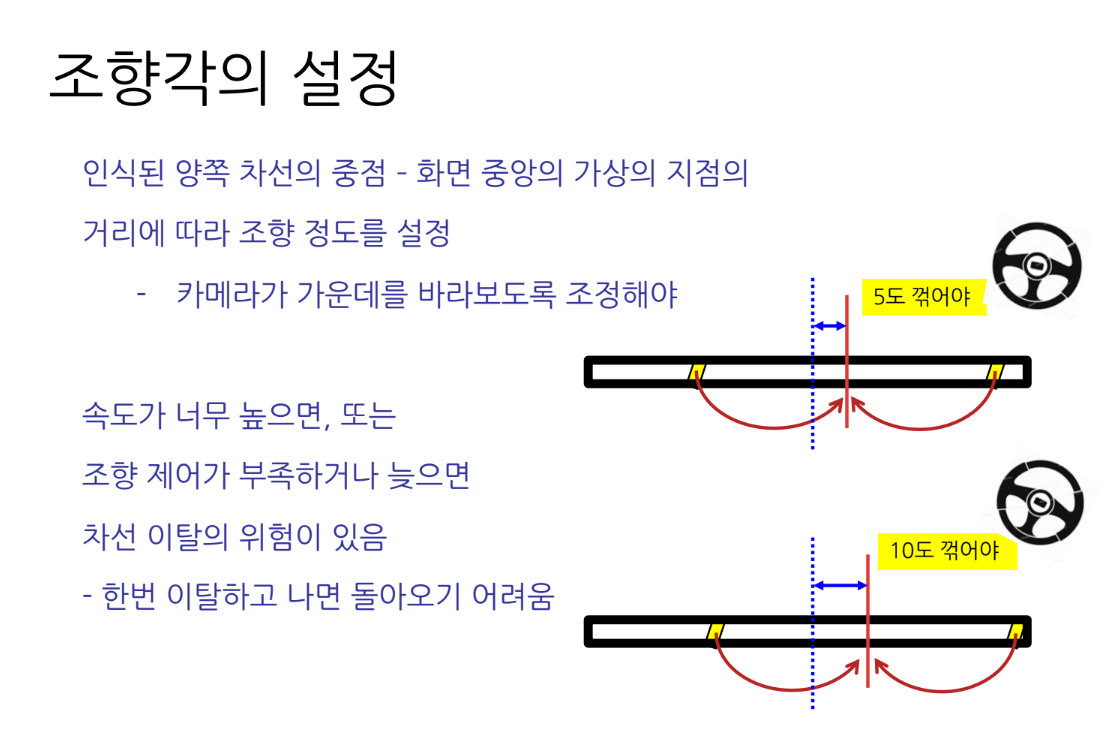 조향각의 설정
인식된 양쪽 차선의 중점 - 화면 중앙의 가상의 지점의
거리에 따라 조향 정도를 설정
- 카메라가 가운데를 바라보도록 조정해야
5도 꺾어야
속도가 너무 높으면, 또는
조향 제어가 부족하거나 늦으면
차선 이탈의 위험이 있음
- 한번 이탈하고 나면 돌아오기 어려움
10도 꺾어야